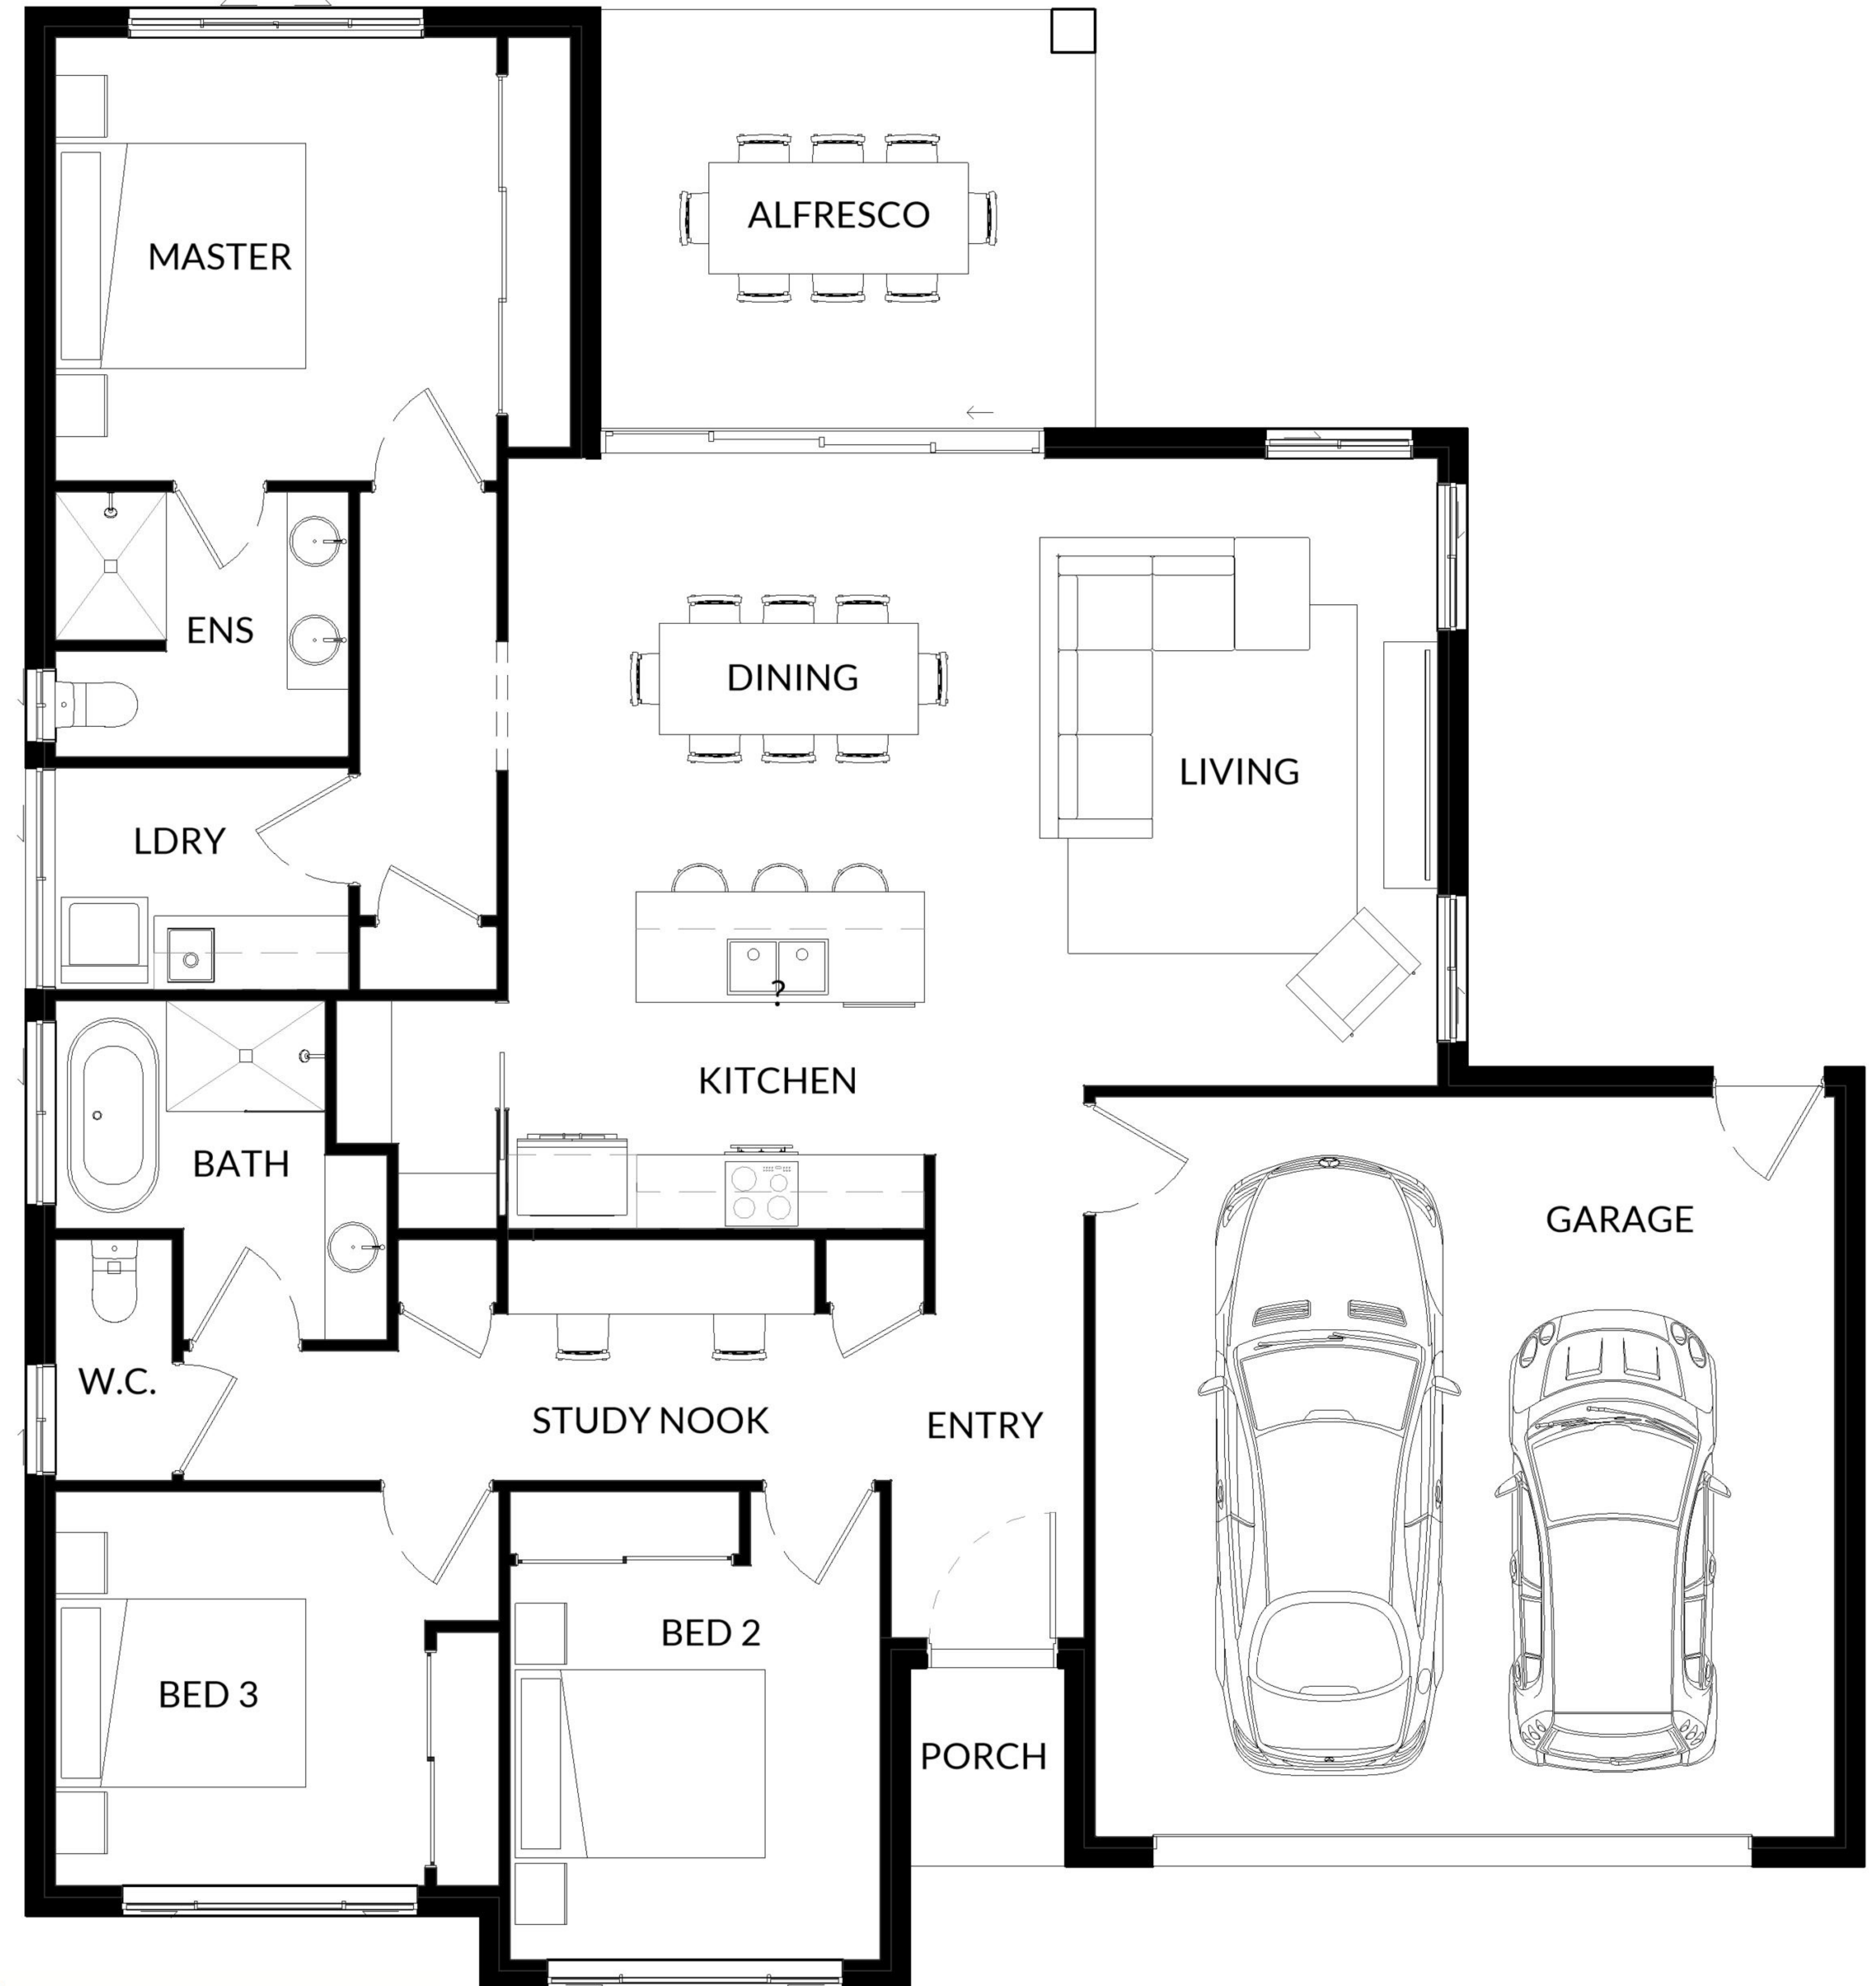 ALFRESCO
MASTER
ENS
DINING
LIVING
LDRY
?
KITCHEN
BATH
GARAGE
W.C.
STUDY NOOK
ENTRY
BED 2
BED 3
PORCH